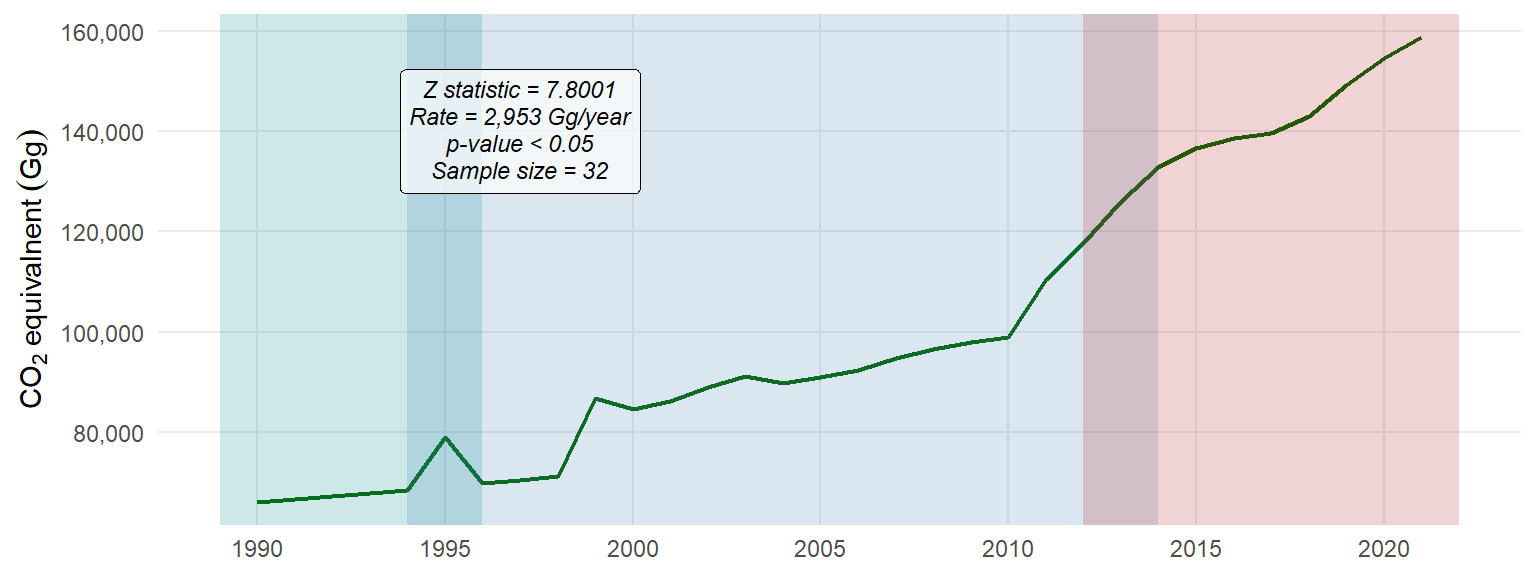 160,000
140,000
120,000
100,000
80,000
CO₂ equivalnent (Gg)
Z statistic = 7.8001
Rate = 2,953 Gg/year
p-value < 0.05
Sample size = 32
1990
1995
2000
2005
2010
2015
2020